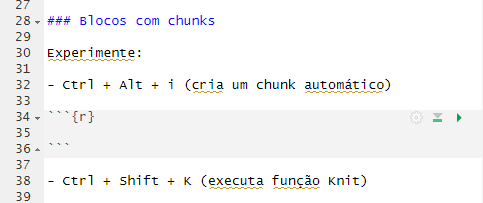 27
28 ### Blocos com chunks
29
30 Experimente:
31
32 - Ctrl + Alt + i (cria um chunk automático)
33
34 ```{r}
35
36 ```
37
38 - Ctrl + Shift + K (executa função Knit)
39